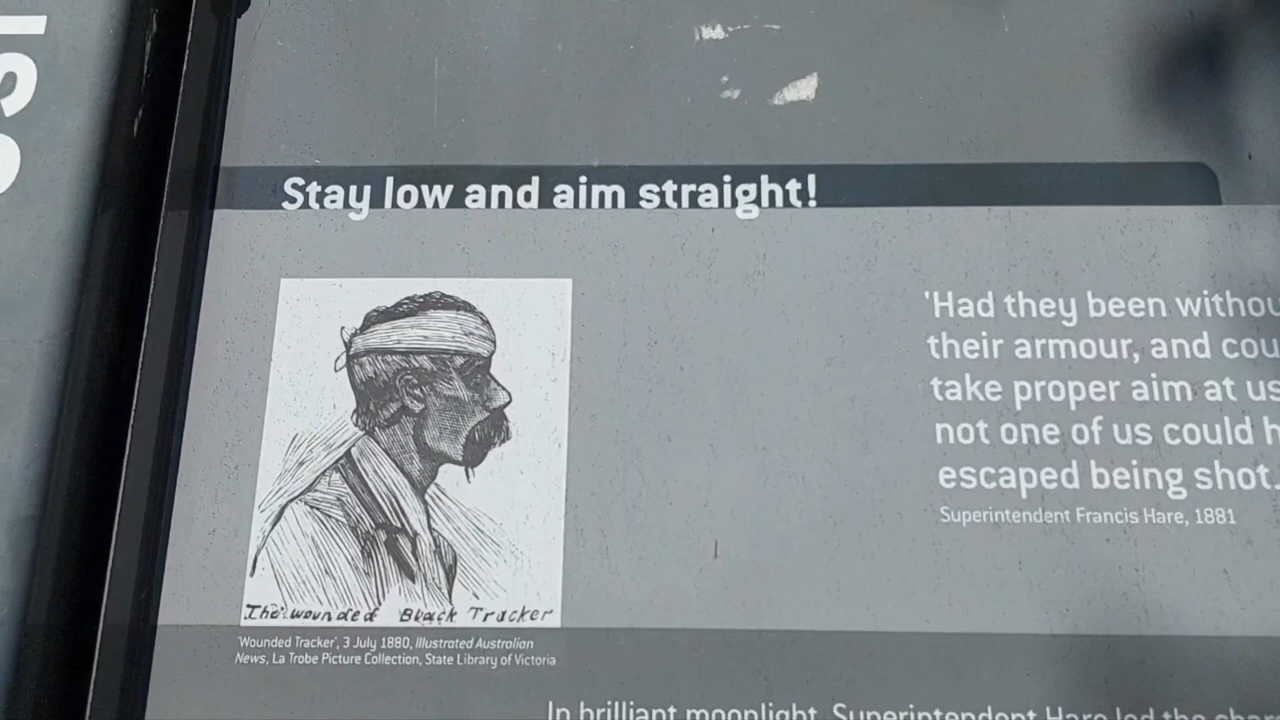 Stay low and aim straight!
The wounded Black Tracker
'Wounded Tracker', 3 July 1880, Illustrated Australian
News, La Trobe Picture Collection, State Library of Victoria
'Had they been withou
their armour, and cou
take proper aim at us
not one of us could h
escaped being shot.
Superintendent Francis Hare, 1881
In brilliant moonlight, Superintendent Hare led the char